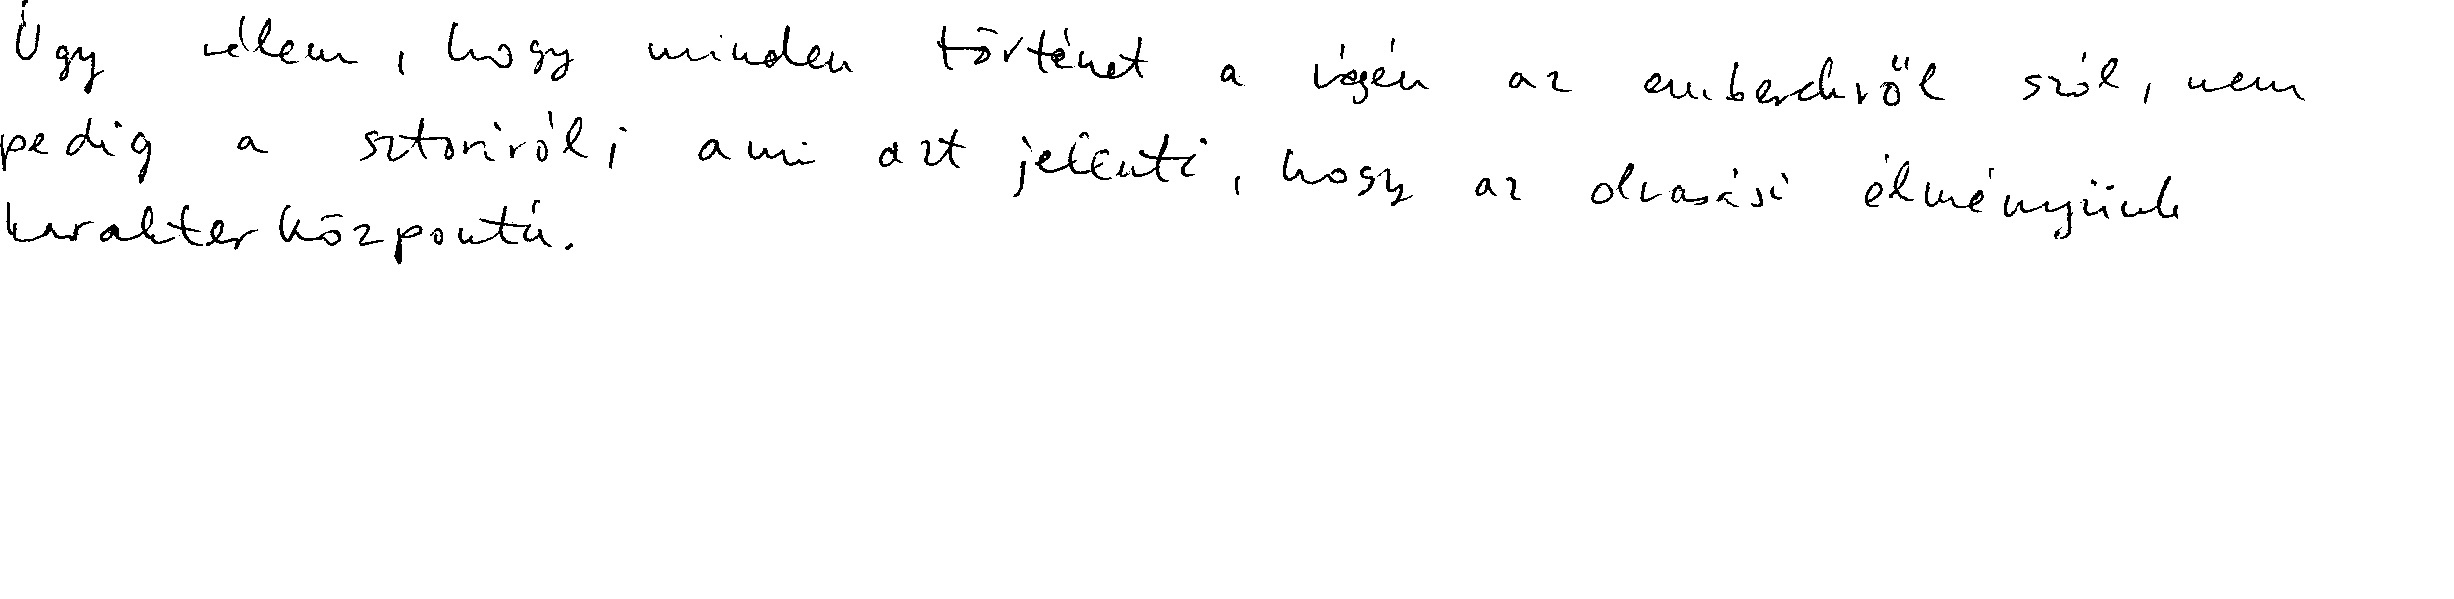 Úgy vélem, hogy minden történet a végén az emberekről szól, nem
pedig a sztoriról; ami azt jelenti, hogy az olvasási élményünk
karakterközpontú.